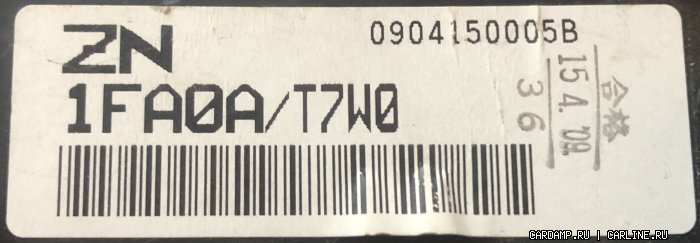 ZN
0904150005B
1FA0A/T7W0
合格
15.4.'09.
36
CARDAMP.RU | CARLINE.RU